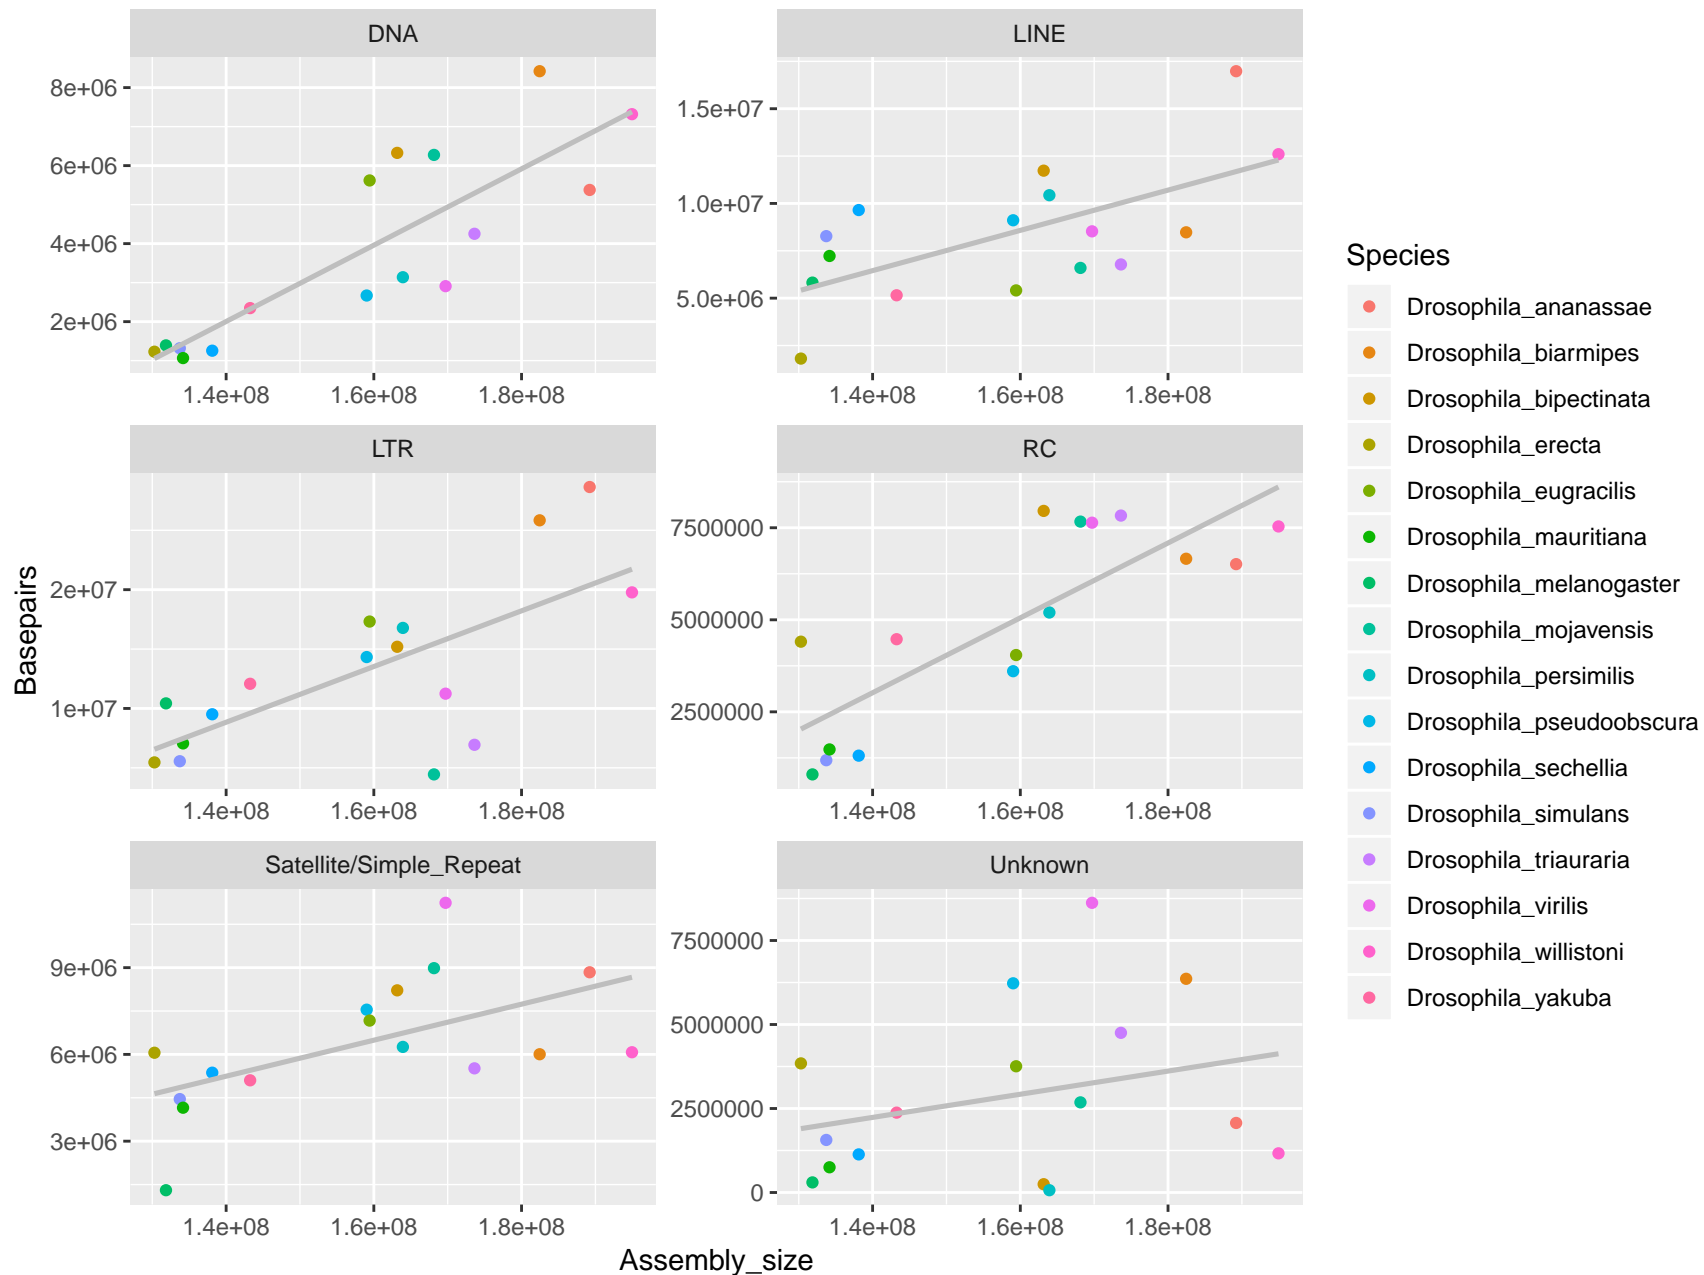 DNA
LINE
8e+06
6e+06
4e+06
2e+06
1.4e+08 1.6e+08 1.8e+08
1.5e+07
1.0e+07
5.0e+06
1.4e+08 1.6e+08 1.8e+08
LTR
RC
2e+07
1e+07
1.4e+08 1.6e+08 1.8e+08
7500000
5000000
2500000
1.4e+08 1.6e+08 1.8e+08
Satellite/Simple_Repeat
Unknown
9e+06
6e+06
3e+06
1.4e+08 1.6e+08 1.8e+08
7500000
5000000
2500000
0
1.4e+08 1.6e+08 1.8e+08
Basepairs
Assembly_size
Species
Drosophila_ananassae
Drosophila_biarmipes
Drosophila_bipectinata
Drosophila_erecta
Drosophila_eugracilis
Drosophila_mauritiana
Drosophila_melanogaster
Drosophila_mojavensis
Drosophila_persimilis
Drosophila_pseudoobscura
Drosophila_sechellia
Drosophila_simulans
Drosophila_triauraria
Drosophila_virilis
Drosophila_willistoni
Drosophila_yakuba